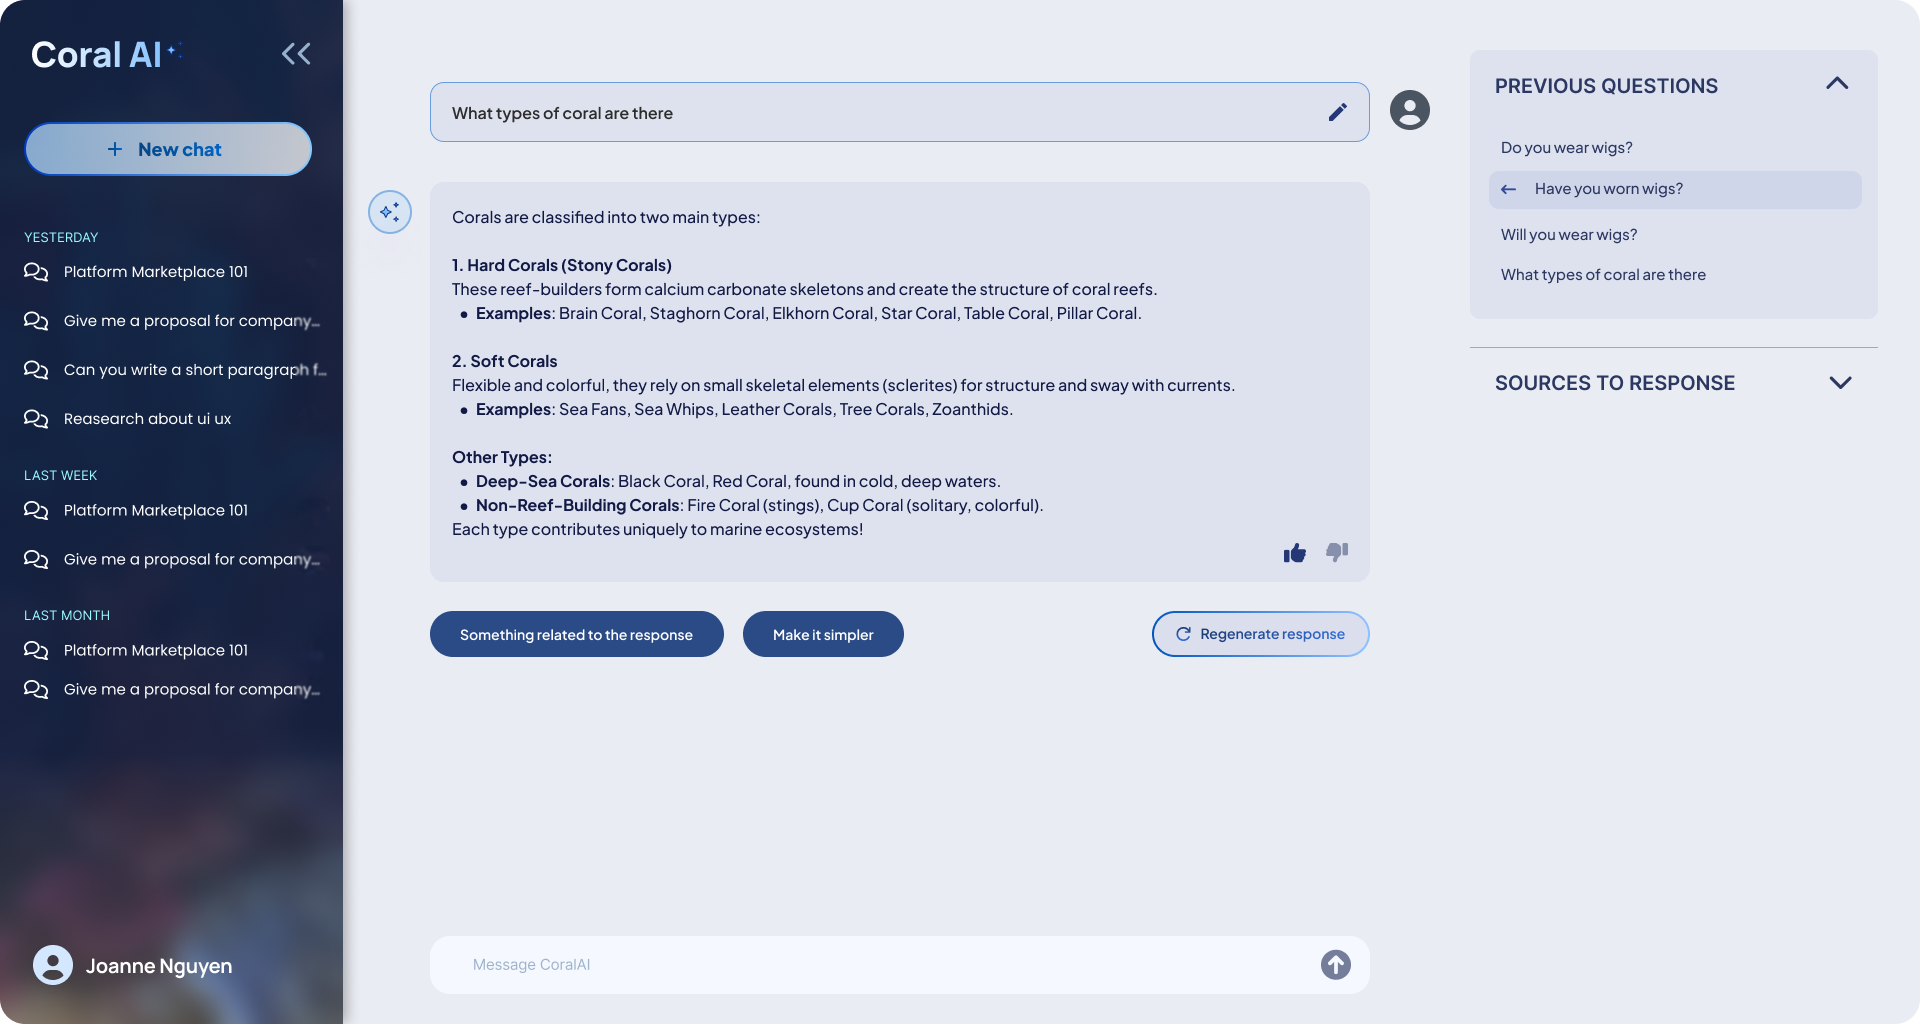 Coral AI
New chat
YESTERDAY
Platform Marketplace 101
Give me a proposal for company...
Can you write a short paragraph f...
Reasearch about ui ux
LAST WEEK
Platform Marketplace 101
Give me a proposal for company...
LAST MONTH
Platform Marketplace 101
Give me a proposal for company...
Joanne Nguyen
What types of coral are there
Corals are classified into two main types:
1. Hard Corals (Stony Corals)
These reef-builders form calcium carbonate skeletons and create the structure of coral reefs.
• Examples: Brain Coral, Staghorn Coral, Elkhorn Coral, Star Coral, Table Coral, Pillar Coral.
2. Soft Corals
Flexible and colorful, they rely on small skeletal elements (sclerites) for structure and sway with currents.
• Examples: Sea Fans, Sea Whips, Leather Corals, Tree Corals, Zoanthids.
Other Types:
• Deep-Sea Corals: Black Coral, Red Coral, found in cold, deep waters.
• Non-Reef-Building Corals: Fire Coral (stings), Cup Coral (solitary, colorful).
Each type contributes uniquely to marine ecosystems!
Something related to the response
Make it simpler
Regenerate response
Message CoralAI
PREVIOUS QUESTIONS
Do you wear wigs?
Have you worn wigs?
Will you wear wigs?
What types of coral are there
SOURCES TO RESPONSE